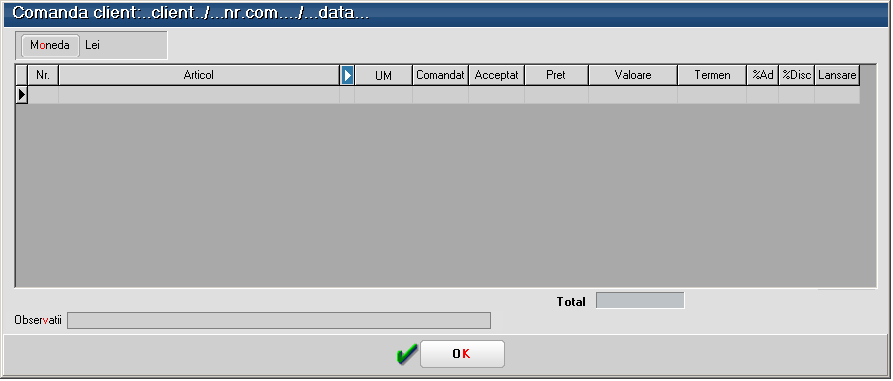 Comanda client:..client../...nr.com..../...data...
Moneda Lei
Nr. Articol UM Comandat Acceptat Pret Valoare Termen %Ad %Disc Lansare
Total
Observatii
OK